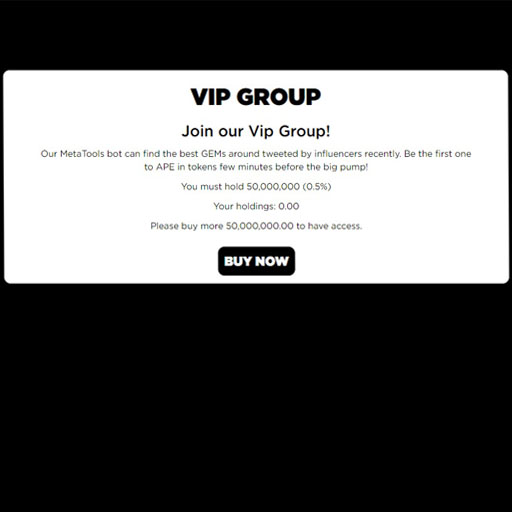 VIP GROUP
Join our Vip Group!
Our MetaTools bot can find the best GEMs around tweeted by influencers recently. Be the first one
to APE in tokens few minutes before the big pump!
You must hold 50,000,000 (0.5%)
Your holdings: 0.00
Please buy more 50,000,000.00 to have access.
BUY NOW